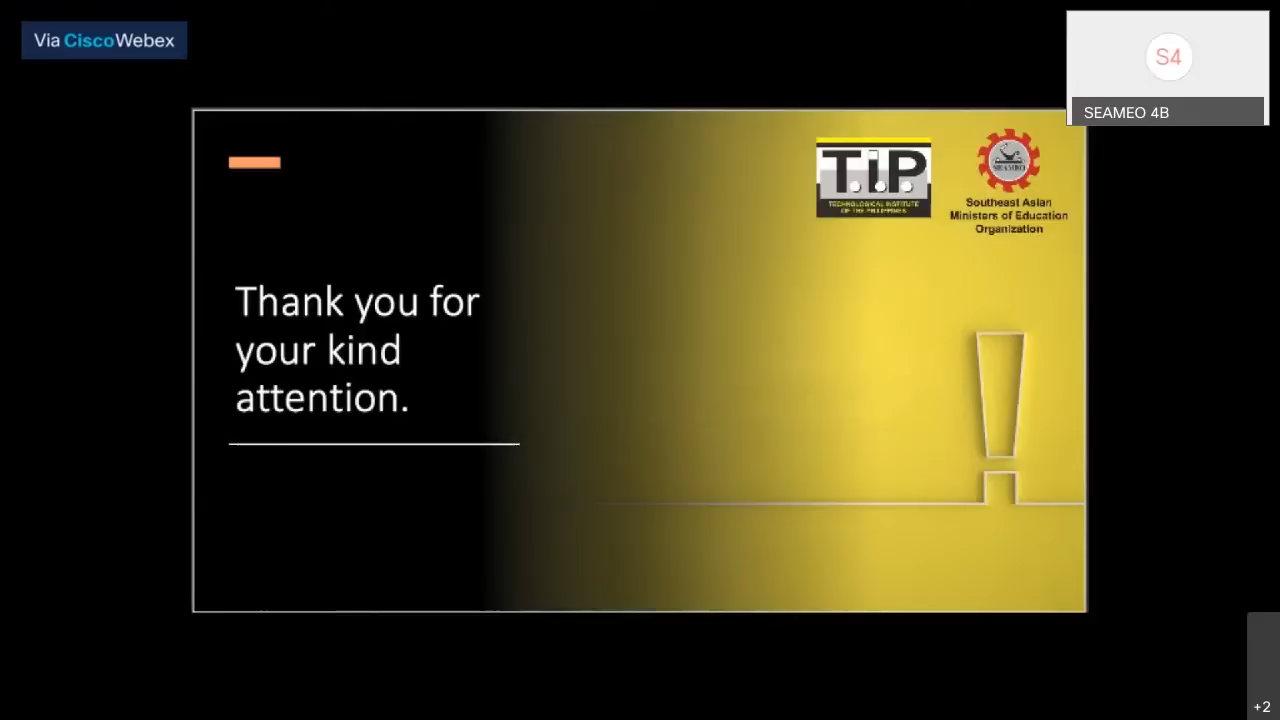 Via CiscoWebex
S4
SEAMEO 4B
T.i.P
TECHNOLOGICAL INSTITUTE
OF THE PHILIPPINES
SEAMEO
Southeast Asian
Ministers of Education
Organization
Thank you for
your kind
attention.
+2